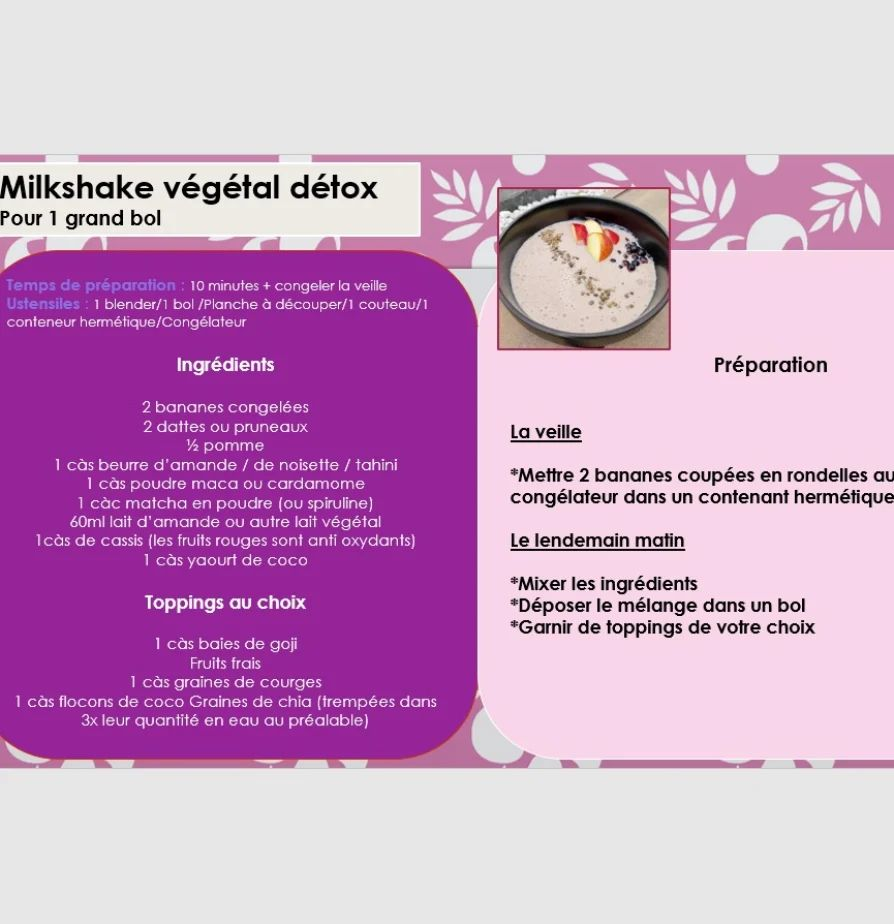 Milkshake végétal détox
Pour 1 grand bol
Temps de préparation : 10 minutes + congeler la veille
Ustensiles : 1 blender/1 bol /Planche à découper/1 couteau/1
conteneur hermétique/Congélateur
Ingrédients
2 bananes congelées
2 dattes ou pruneaux
½ pomme
1 càs beurre d'amande / de noisette / tahini
1 càs poudre maca ou cardamome
1 càc matcha en poudre (ou spiruline)
60ml lait d'amande ou autre lait végétal
1càs de cassis (les fruits rouges sont anti oxydants)
1 càs yaourt de coco
Toppings au choix
1 càs baies de goji
Fruits frais
1 càs graines de courges
1 càs flocons de coco Graines de chia (trempées dans
3x leur quantité en eau au préalable)
Préparation
La veille
*Mettre 2 bananes coupées en rondelles au
congélateur dans un contenant hermétique
Le lendemain matin
*Mixer les ingrédients
*Déposer le mélange dans un bol
*Garnir de toppings de votre choix